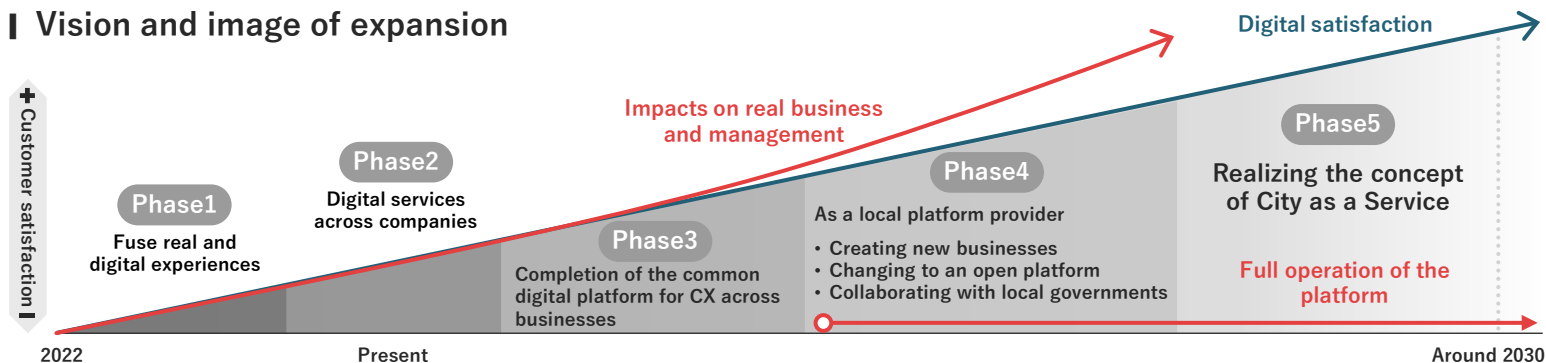 Vision and image of expansion
+ Customer satisfaction −
Phase1
Fuse real and
digital experiences
Phase2
Digital services
across companies
Impacts on real business
and management
Phase3
Completion of the common
digital platform for CX across
businesses
Phase4
As a local platform provider
・Creating new businesses
・Changing to an open platform
・Collaborating with local governments
Digital satisfaction
Phase5
Realizing the concept
of City as a Service
Full operation of the
platform
2022
Present
Around 2030